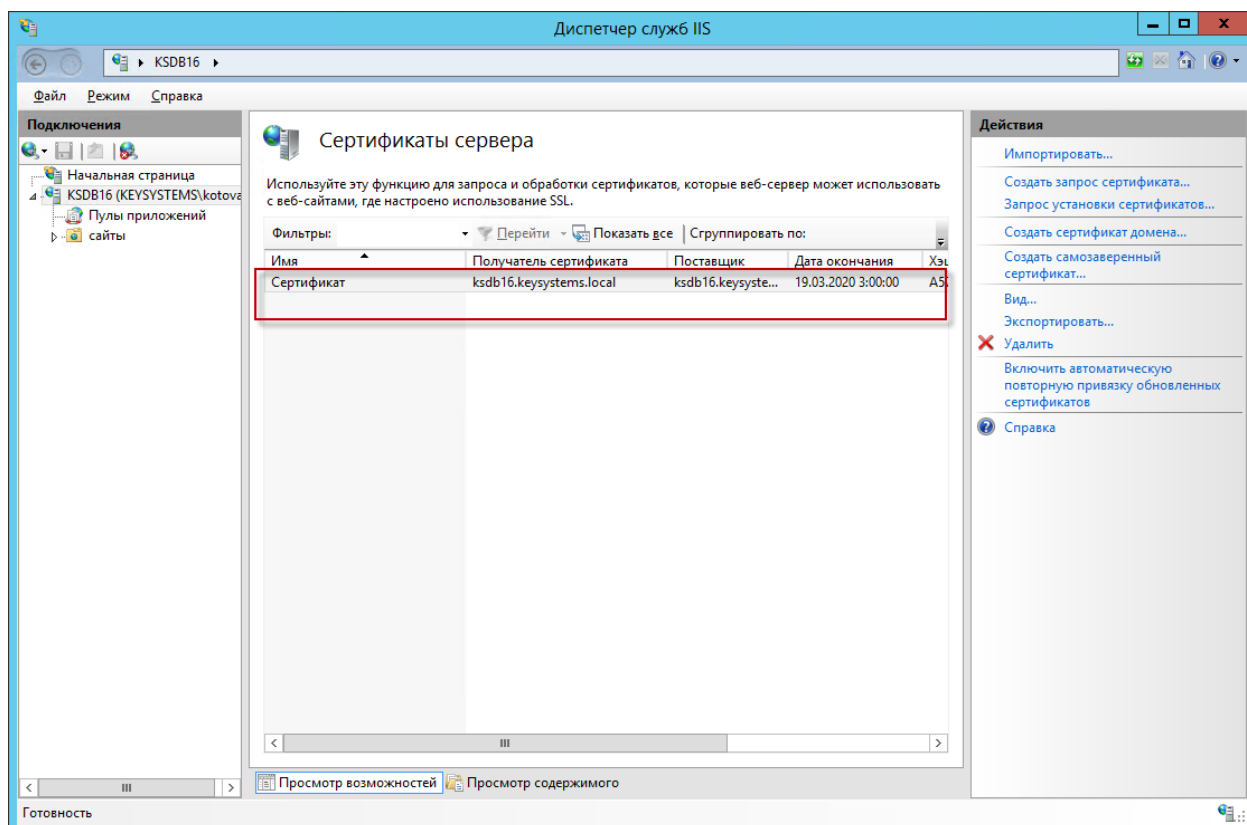 Диспетчер служб IIS
KSDB16
Файл Режим Справка
Подключения
Начальная страница
KSDB16 (KEYSYSTEMS\kotova
Пулы приложений
сайты
Сертификаты сервера
Используйте эту функцию для запроса и обработки сертификатов, которые веб-сервер может использовать
с веб-сайтами, где настроено использование SSL.
Фильтры: Перейти Показать все Сгруппировать по:
Имя Получатель сертификата Поставщик Дата окончания Хэш
Сертификат ksdb16.keysystems.local ksdb16.keysyste... 19.03.2020 3:00:00
Просмотр возможностей Просмотр содержимого
Действия
Импортировать...
Создать запрос сертификата...
Запрос установки сертификатов...
Создать сертификат домена...
Создать самозаверенный
сертификат...
Вид...
Экспортировать...
Удалить
Включить автоматическую
повторную привязку обновленных
сертификатов
Справка
Готовность